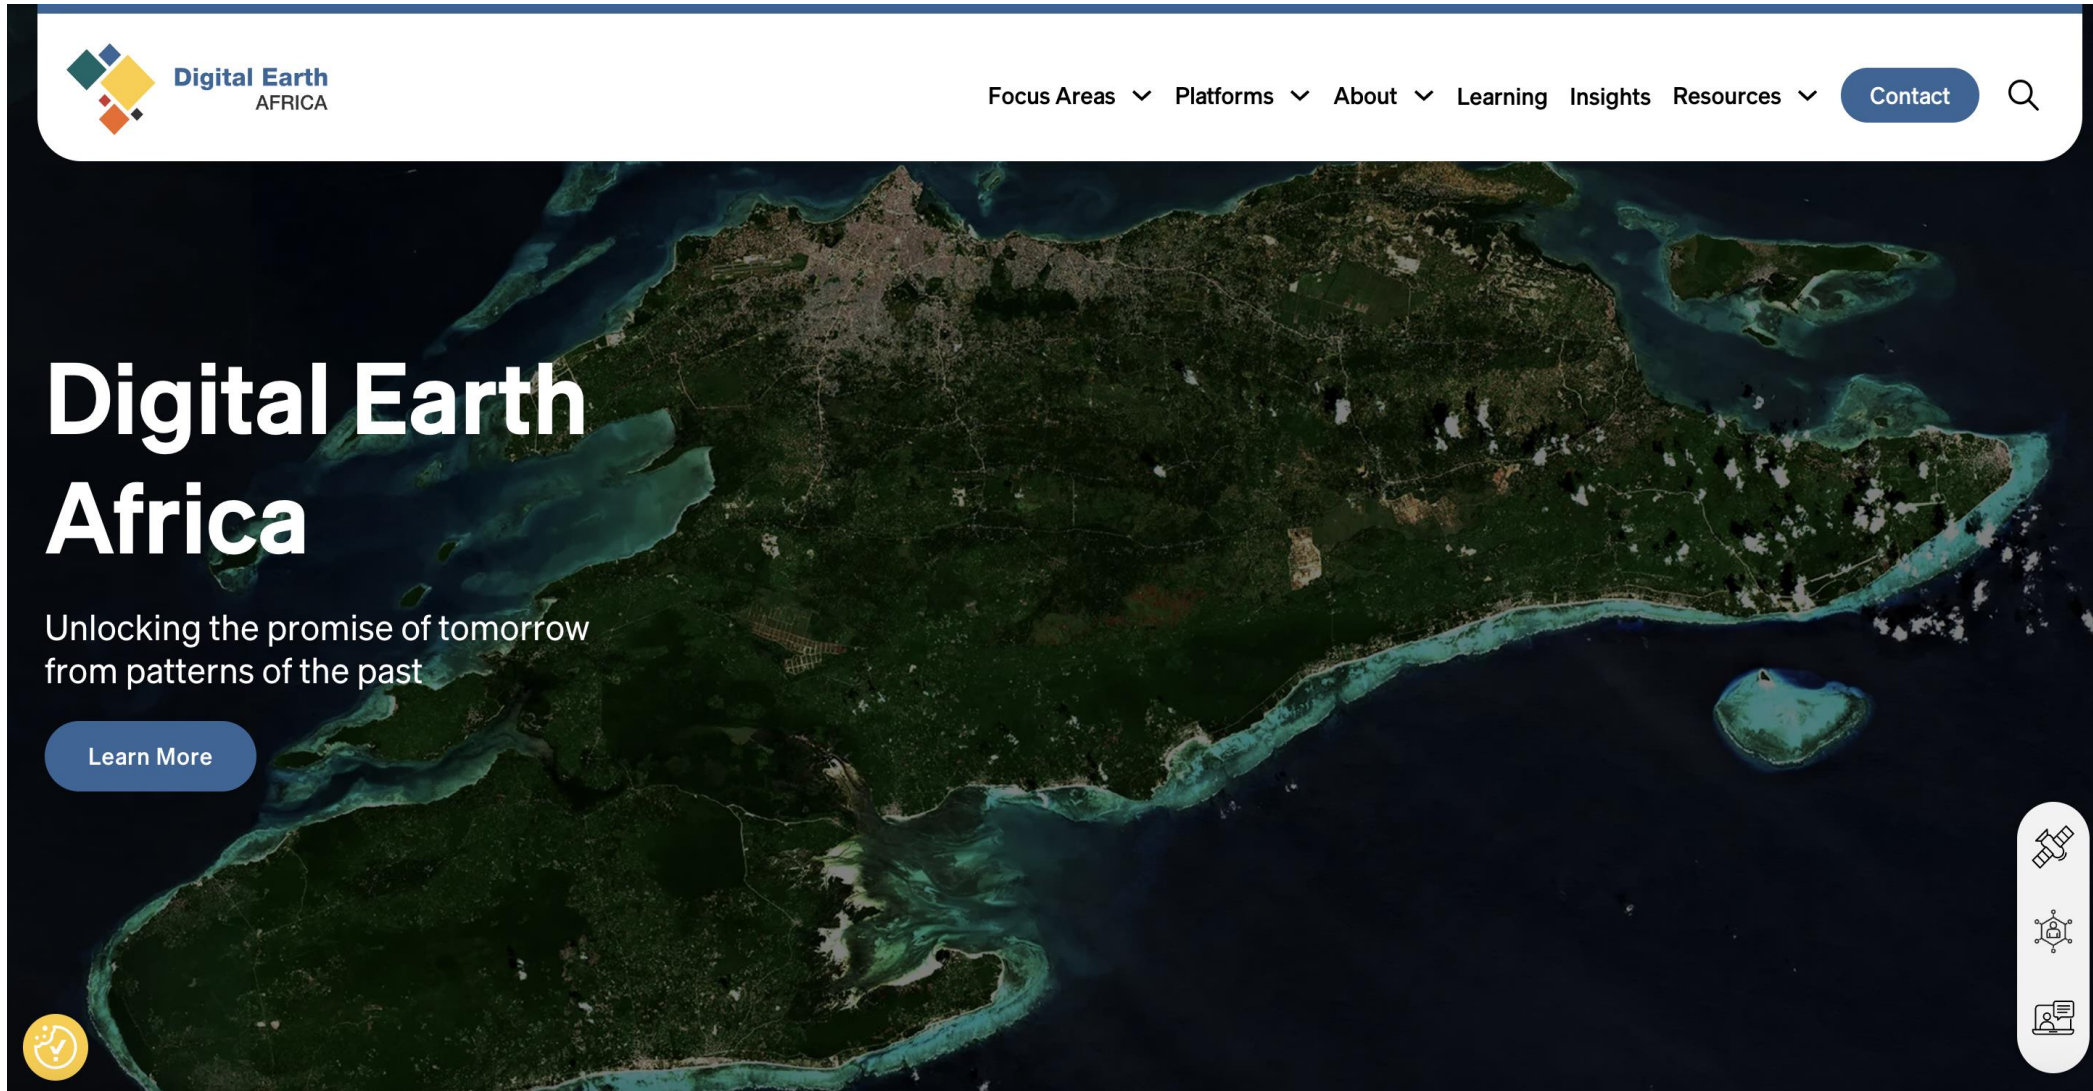 Digital Earth
AFRICA
Focus Areas Platforms About Learning Insights Resources Contact
Digital Earth
Africa
Unlocking the promise of tomorrow
from patterns of the past
Learn More